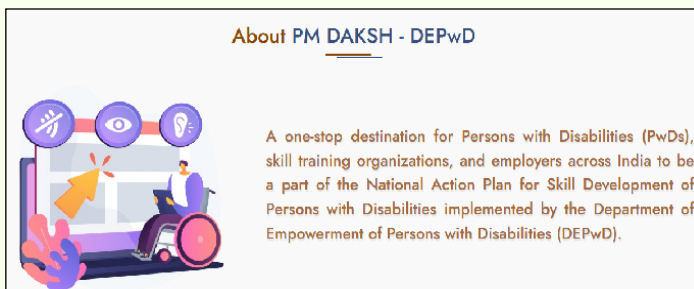 About PM DAKSH - DEPwD
A one-stop destination for Persons with Disabilities (PwDs),
skill training organizations, and employers across India to be
a part of the National Action Plan for Skill Development of
Persons with Disabilities implemented by the Department of
Empowerment of Persons with Disabilities (DEPwD).